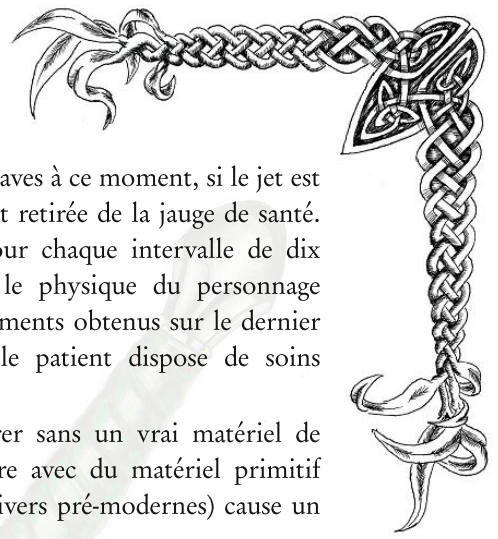 aves à ce moment, si le jet est
t retirée de la jauge de santé.
our chaque intervalle de dix
le physique du personnage
ments obtenus sur le dernier
le patient dispose de soins
rer sans un vrai matériel de
re avec du matériel primitif
ivers pré-modernes) cause un